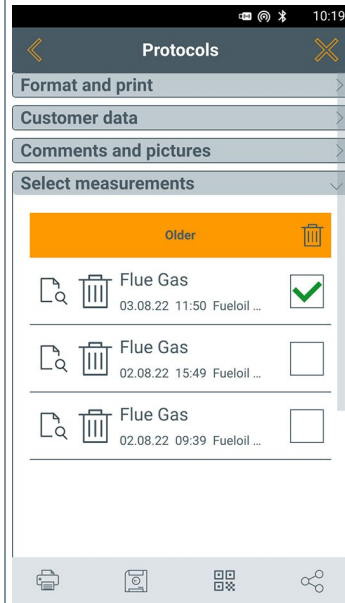 10:19
Protocols
Format and print
Customer data
Comments and pictures
Select measurements
Older
Flue Gas
03.08.22 11:50 Fueloil ...
Flue Gas
02.08.22 15:49 Fueloil ...
Flue Gas
02.08.22 09:39 Fueloil ...